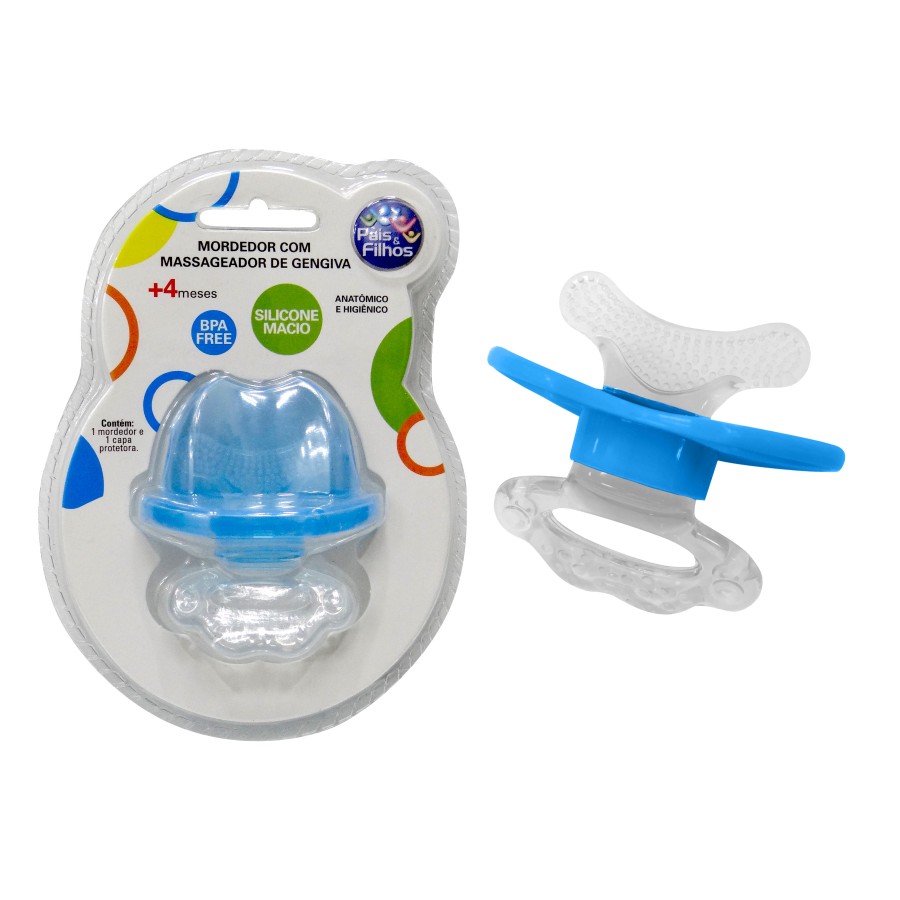 Pais &
Filhos
MORDEDOR COM
MASSAGEADOR DE GENGIVA
+4meses
BPA
FREE
SILICONE
MACIO
ANATÔMICO
E HIGIÊNICO
Contém:
1 mordedor e
1 capa
protetora.